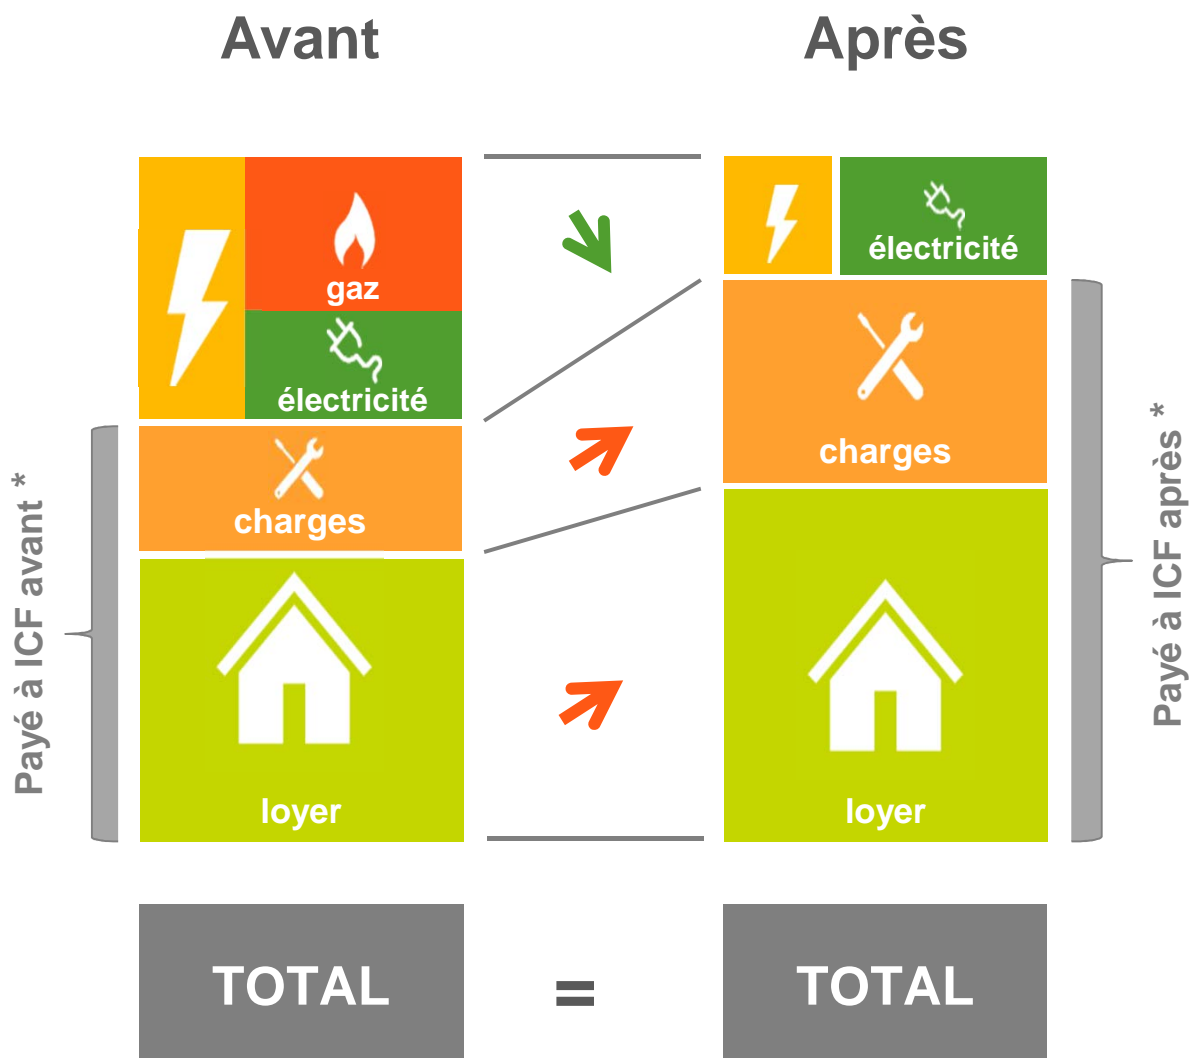 Avant
Après
gaz
électricité
électricité
charges
charges
loyer
loyer
Payé à ICF avant *
Payé à ICF après *
TOTAL
=
TOTAL